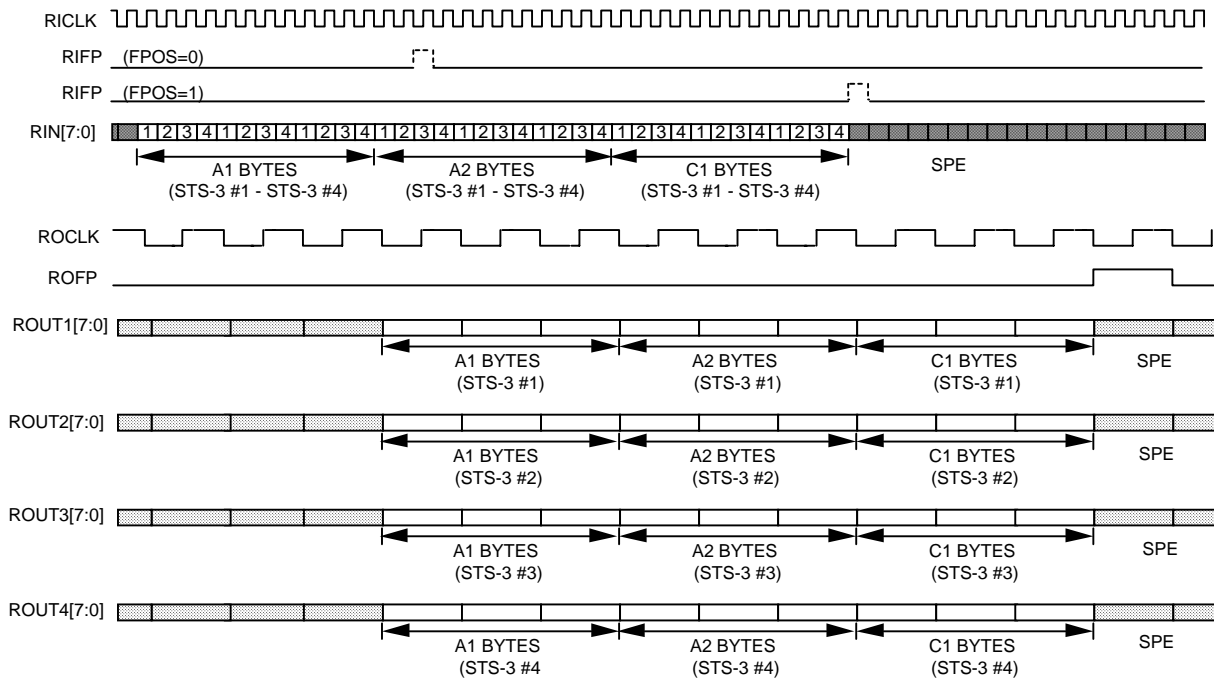 RICLK
RIFP (FPOS=0)
RIFP (FPOS=1)
RIN[7:0] 1 2 3 4 1 2 3 4 1 2 3 4 1 2 3 4 1 2 3 4 1 2 3 4 1 2 3 4 1 2 3 4 1 2 3 4
A1 BYTES A2 BYTES C1 BYTES SPE
(STS-3 #1 - STS-3 #4) (STS-3 #1 - STS-3 #4) (STS-3 #1 - STS-3 #4)
ROCLK
ROFP
ROUT1[7:0]
A1 BYTES A2 BYTES C1 BYTES SPE
(STS-3 #1) (STS-3 #1) (STS-3 #1)
ROUT2[7:0]
A1 BYTES A2 BYTES C1 BYTES SPE
(STS-3 #2) (STS-3 #2) (STS-3 #2)
ROUT3[7:0]
A1 BYTES A2 BYTES C1 BYTES SPE
(STS-3 #3) (STS-3 #3) (STS-3 #3)
ROUT4[7:0]
A1 BYTES A2 BYTES C1 BYTES SPE
(STS-3 #4 (STS-3 #4) (STS-3 #4)